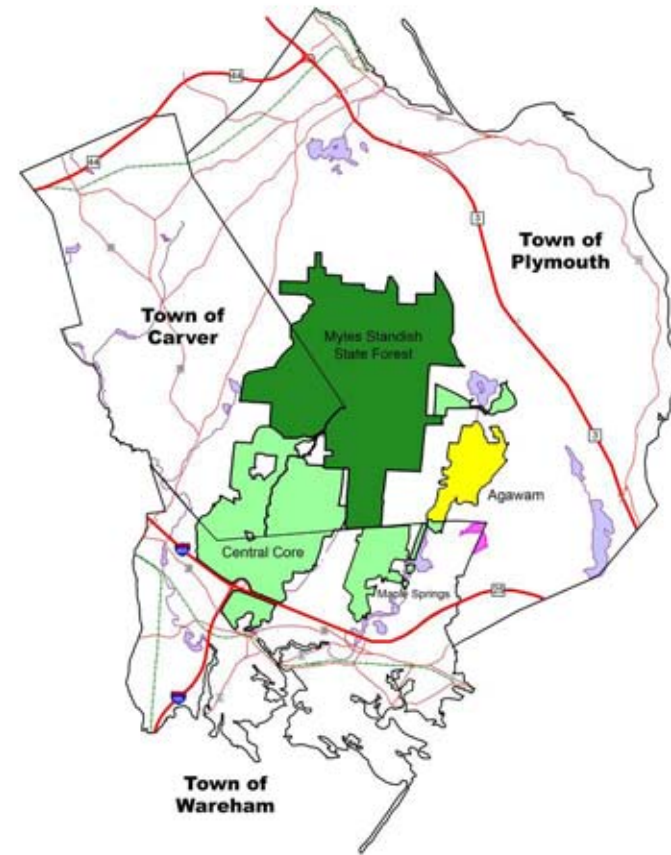 44
44
3
Town of
Plymouth
Town of
Carver
Myles Standish
State Forest
3
Agawam
Central Core
Maple Springs
25
Town of
Wareham